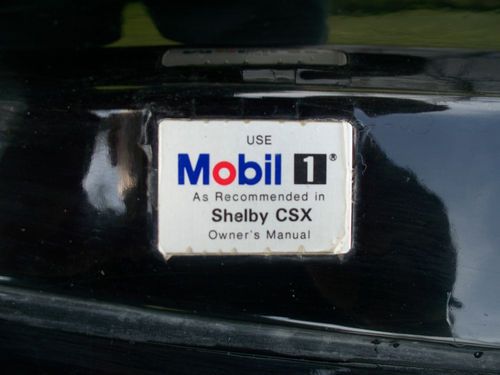 USE
Mobil 1®
As Recommended in
Shelby CSX
Owner's Manual